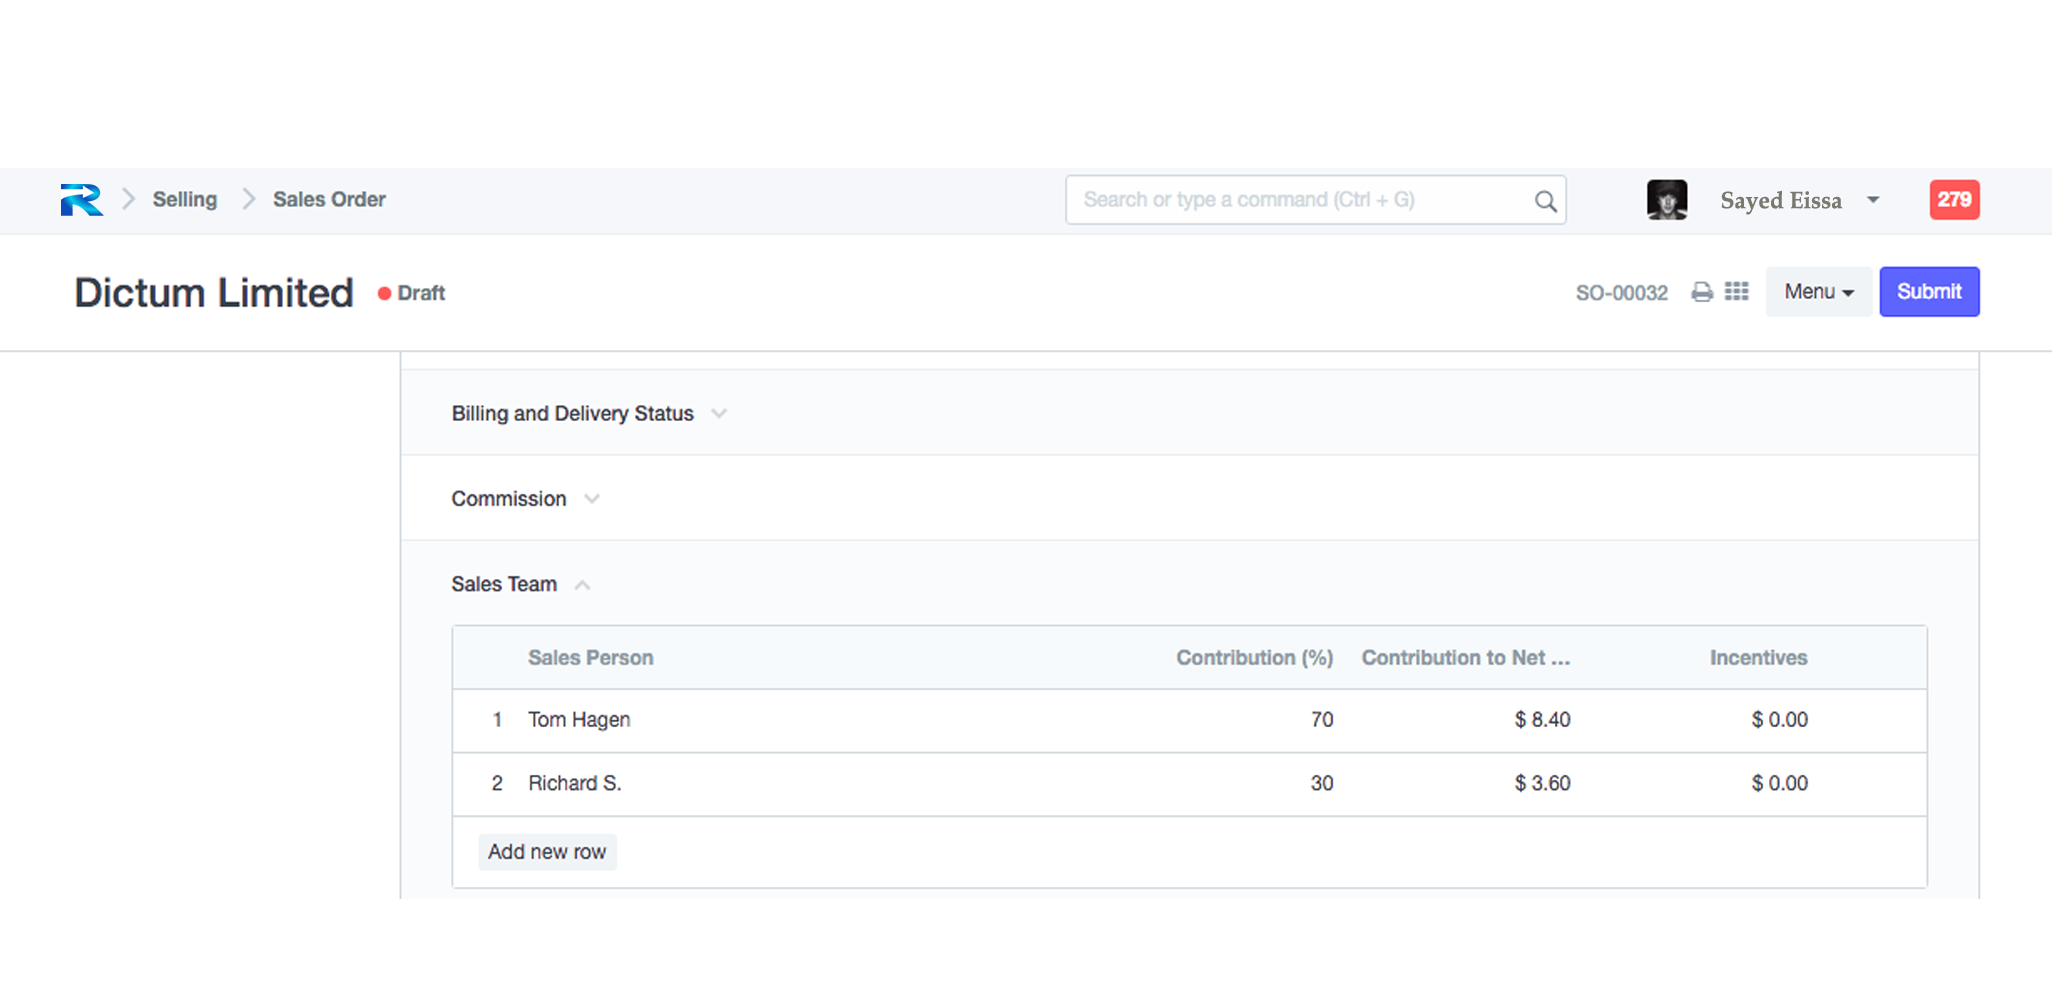 Selling Sales Order Search or type a command (Ctrl + G) Sayed Eissa 279
Dictum Limited Draft SO-00032 Menu Submit
Billing and Delivery Status
Commission
Sales Team
Sales Person Contribution (%) Contribution to Net ... Incentives
1 Tom Hagen 70 $ 8.40 $ 0.00
2 Richard S. 30 $ 3.60 $ 0.00
Add new row